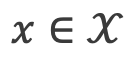 x ∈ 𝒳